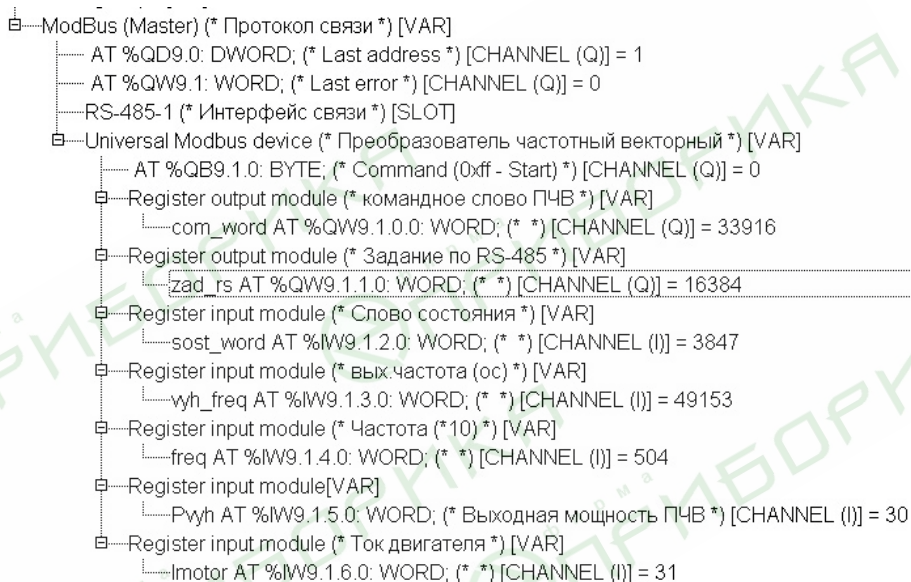 ModBus (Master) (* Протокол связи *) [VAR]
AT %QD9.0: DWORD; (* Last address *) [CHANNEL (Q)] = 1
AT %QW9.1: WORD; (* Last error *) [CHANNEL (Q)] = 0
RS-485-1 (* Интерфейс связи *) [SLOT]
Universal Modbus device (* Преобразователь частотный векторный *) [VAR]
AT %QB9.1.0: BYTE; (* Command (0xff - Start) *) [CHANNEL (Q)] = 0
Register output module (* командное слово ПЧВ *) [VAR]
com_word AT %QW9.1.0.0: WORD; (* *) [CHANNEL (Q)] = 33916
Register output module (* Задание по RS-485 *) [VAR]
zad_rs AT %QW9.1.1.0: WORD; (* *) [CHANNEL (Q)] = 16384
Register input module (* Слово состояния *) [VAR]
sost_word AT %IW9.1.2.0: WORD; (* *) [CHANNEL (I)] = 3847
Register input module (* вых.частота (ос) *) [VAR]
vyh_freq AT %IW9.1.3.0: WORD; (* *) [CHANNEL (I)] = 49153
Register input module (* Частота (*10) *) [VAR]
freq AT %IW9.1.4.0: WORD; (* *) [CHANNEL (I)] = 504
Register input module[VAR]
Pvyh AT %IW9.1.5.0: WORD; (* Выходная мощность ПЧВ *) [CHANNEL (I)] = 30
Register input module (* Ток двигателя *) [VAR]
Imotor AT %IW9.1.6.0: WORD; (* *) [CHANNEL (I)] = 31
ПРИБОРИКА